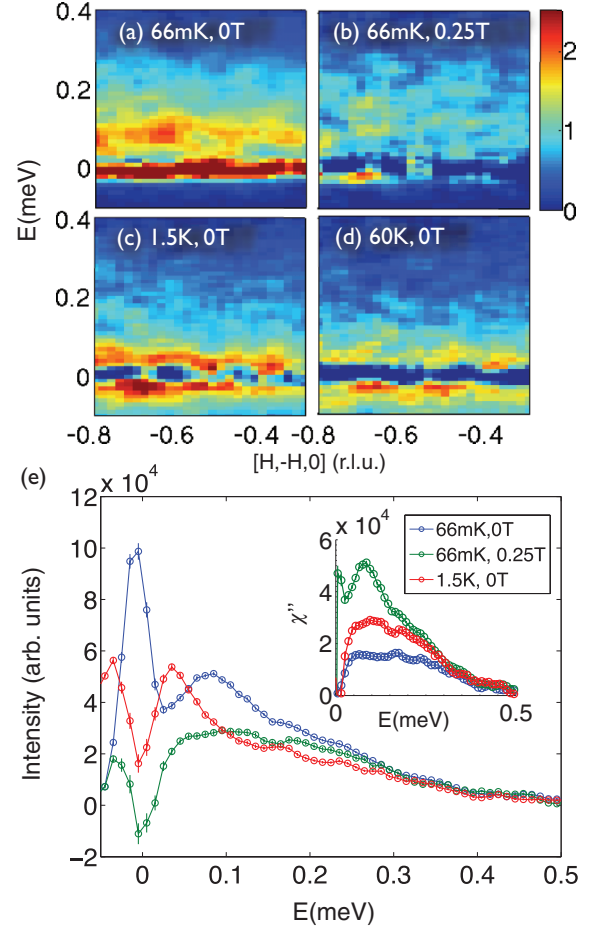 (a) 66mK, 0T
(b) 66mK, 0.25T
0.4
0.2
0
2
1
0
E(meV)
(c) 1.5K, 0T
(d) 60K, 0T
0.4
0.2
0
-0.8 -0.6 -0.4 -0.8 -0.6 -0.4
[H,-H,0] (r.l.u.)
(e)
x 10⁴
12
10
8
6
4
2
0
-2
Intensity (arb. units)
0 0.1 0.2 0.3 0.4 0.5
E(meV)
x 10⁴
6
4
2
0
χ”
0 0.5
E(meV)
66mK,0T
66mK, 0.25T
1.5K, 0T